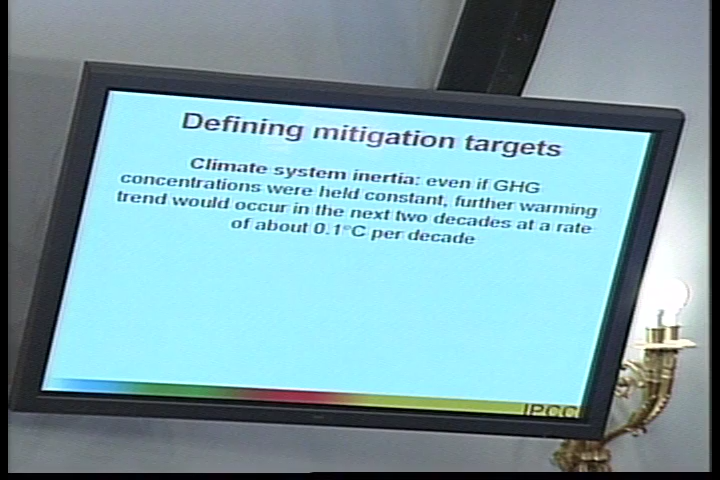 Defining mitigation targets
Climate system inertia: even if GHG
concentrations were held constant, further warming
trend would occur in the next two decades at a rate
of about 0.1°C per decade
IPCC